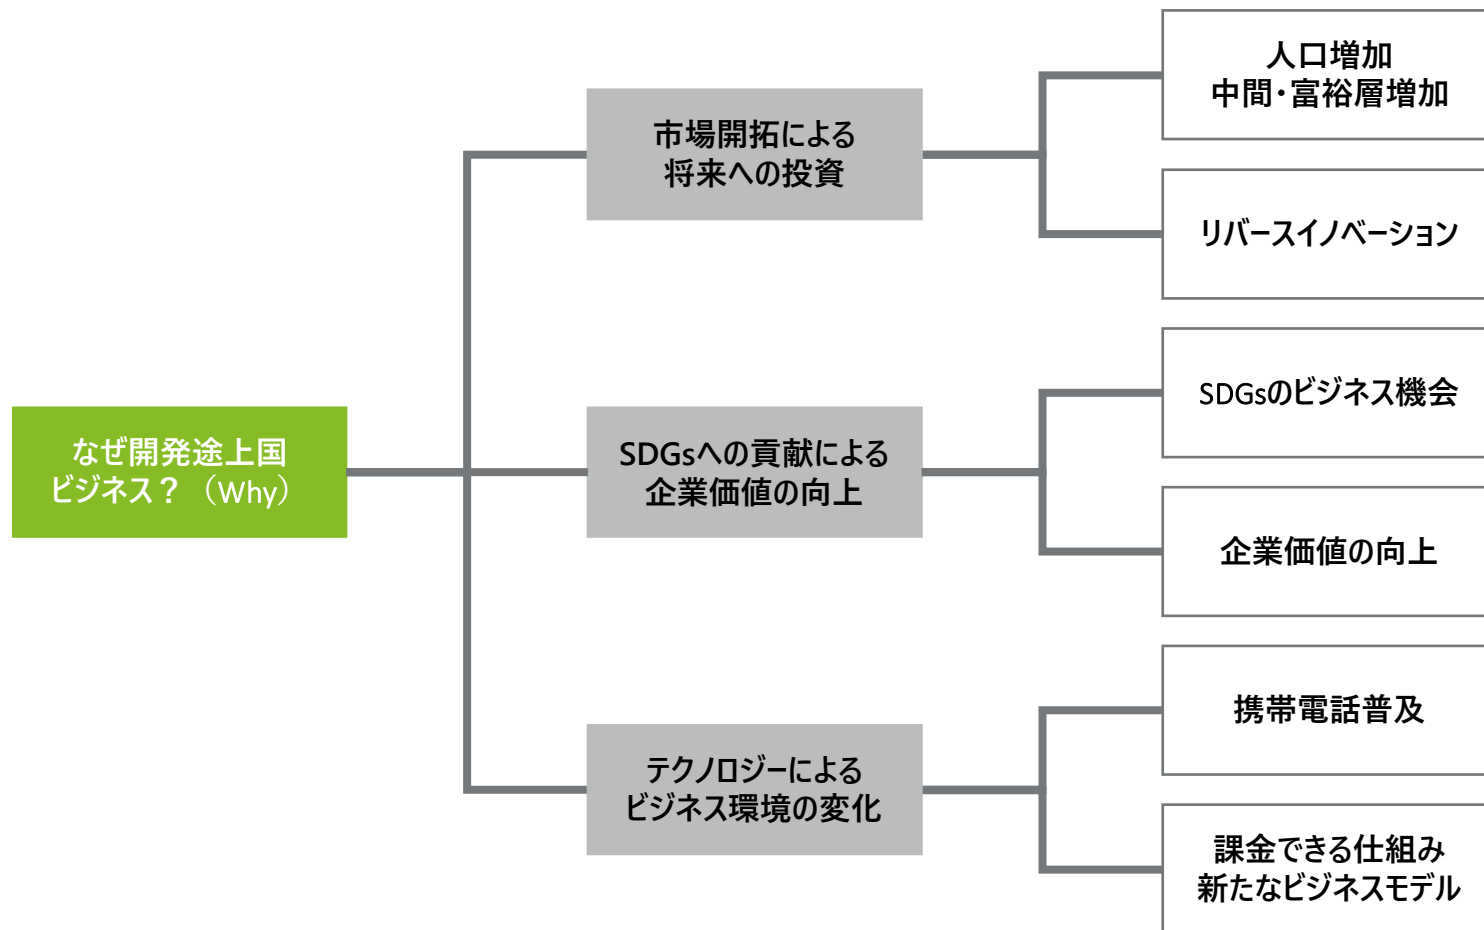 なぜ開発途上国
ビジネス？（Why）
市場開拓による
将来への投資
人口増加
中間・富裕層増加
リバースイノベーション
SDGsへの貢献による
企業価値の向上
SDGsのビジネス機会
企業価値の向上
テクノロジーによる
ビジネス環境の変化
携帯電話普及
課金できる仕組み
新たなビジネスモデル